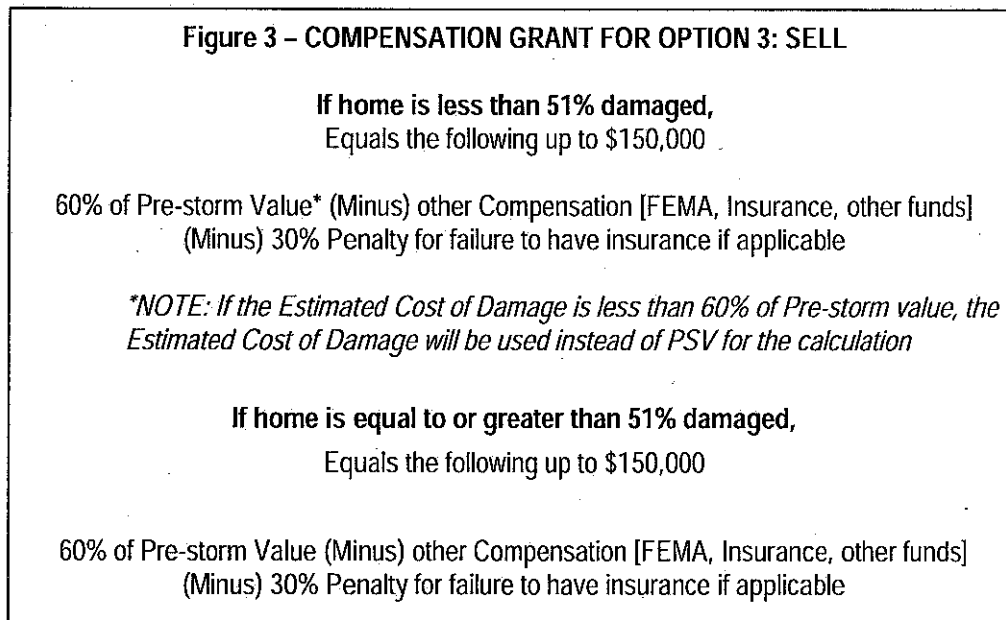 Figure 3 – COMPENSATION GRANT FOR OPTION 3: SELL
If home is less than 51% damaged,
Equals the following up to $150,000
60% of Pre-storm Value* (Minus) other Compensation [FEMA, Insurance, other funds]
(Minus) 30% Penalty for failure to have insurance if applicable
*NOTE: If the Estimated Cost of Damage is less than 60% of Pre-storm value, the
Estimated Cost of Damage will be used instead of PSV for the calculation
If home is equal to or greater than 51% damaged,
Equals the following up to $150,000
60% of Pre-storm Value (Minus) other Compensation [FEMA, Insurance, other funds]
(Minus) 30% Penalty for failure to have insurance if applicable